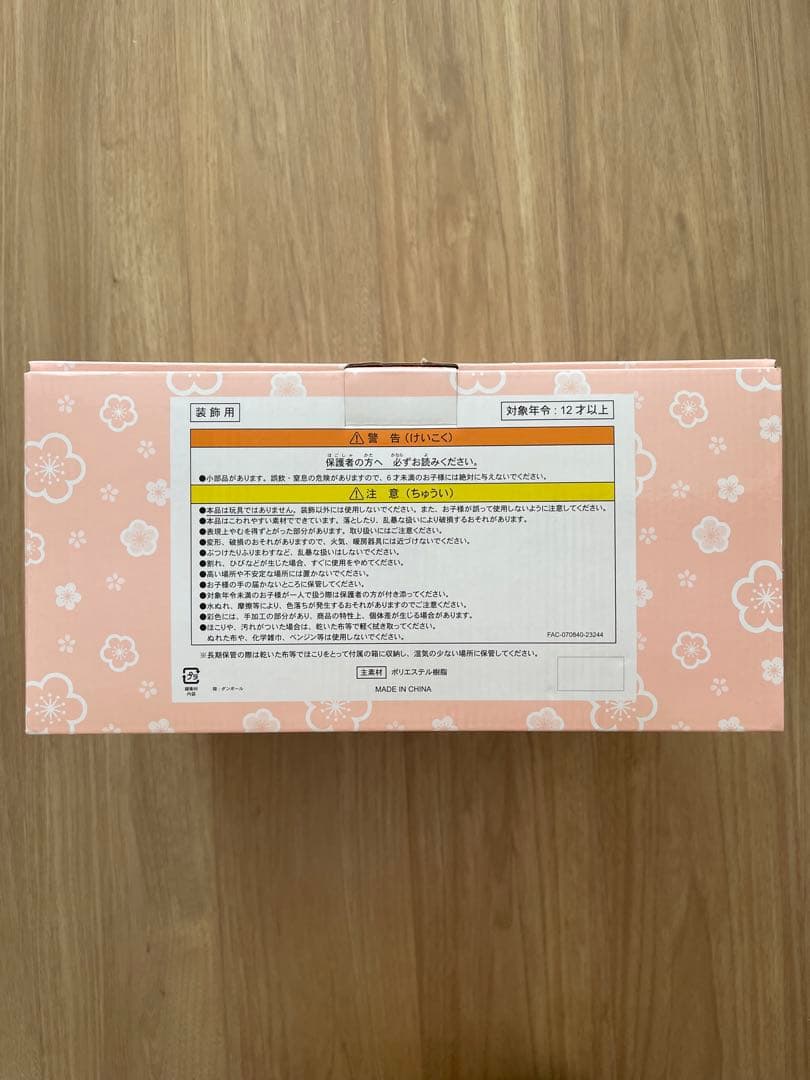 装飾用
対象年令：12才以上
⚠警 告（けいこく）
ほごしゃ かた かなら よ
保護者の方へ 必ずお読みください。
●小部品があります。誤飲・窒息の危険がありますので、6才未満のお子様には絶対に与えないでください。
⚠注 意（ちゅうい）
●本品は玩具ではありません。装飾以外には使用しないでください。また、お子様が誤って使用しないように注意してください。
●本品はこわれやすい素材でできています。落としたり、乱暴な扱いにより破損するおそれがあります。
●表現上やむを得ずとがった部分があります。取り扱いにはご注意ください。
●変形、破損のおそれがありますので、火気、暖房器具には近づけないでください。
●ぶつけたりふりまわすなど、乱暴な扱いはしないでください。
●割れ、ひびなどが生じた場合、すぐに使用をやめてください。
●高い場所や不安定な場所には置かないでください。
●お子様の手の届かないところに保管してください。
●対象年令未満のお子様が一人で扱う際は保護者の方が付き添ってください。
●水ぬれ、摩擦等により、色落ちが発生するおそれがありますのでご注意ください。
●彩色には、手加工の部分があり、商品の特性上、個体差が生じる場合があります。
●ほこりや、汚れがついた場合は、乾いた布等で軽く拭き取ってください。
ぬれた布や、化学雑巾、ベンジン等は使用しないでください。
FAC-070840-23244
※長期保管の際は乾いた布等でほこりをとって付属の箱に収納し、湿気の少ない場所に保管してください。
主素材 ポリエステル樹脂
MADE IN CHINA
プラ
緩衝材
内袋
箱：ダンボール